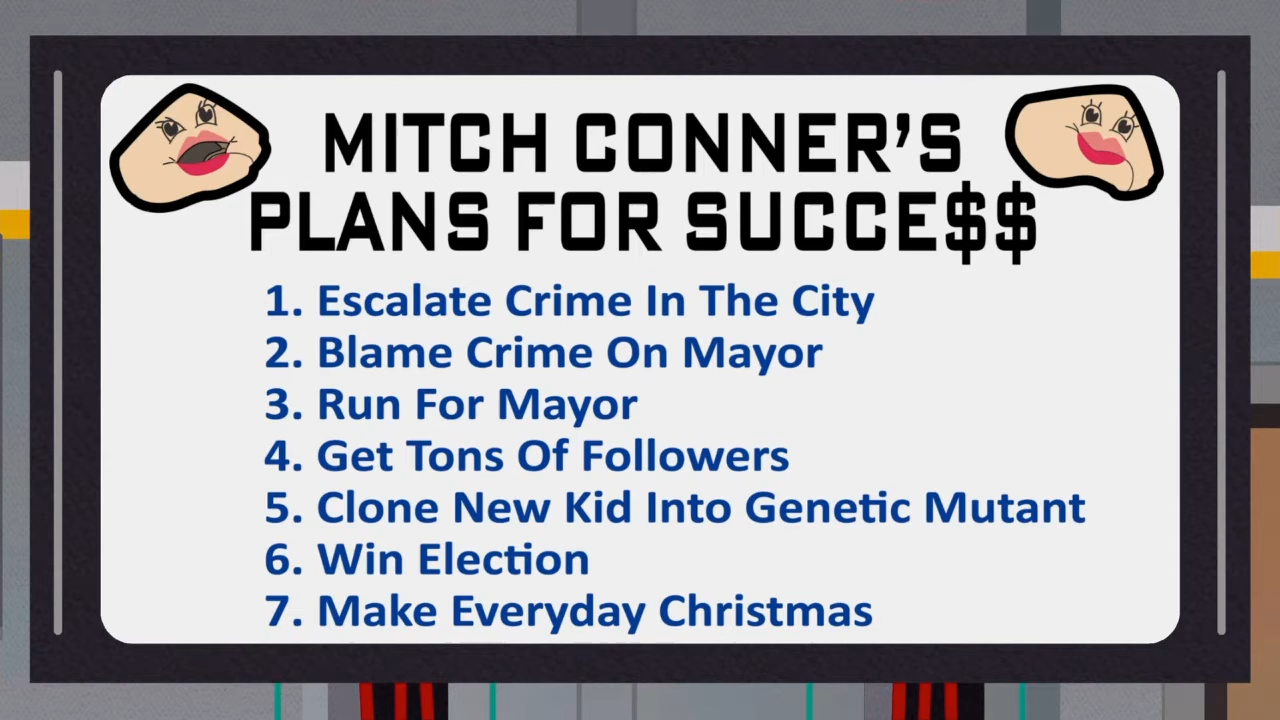 MITCH CONNER'S
PLANS FOR SUCCE$$
1. Escalate Crime In The City
2. Blame Crime On Mayor
3. Run For Mayor
4. Get Tons Of Followers
5. Clone New Kid Into Genetic Mutant
6. Win Election
7. Make Everyday Christmas